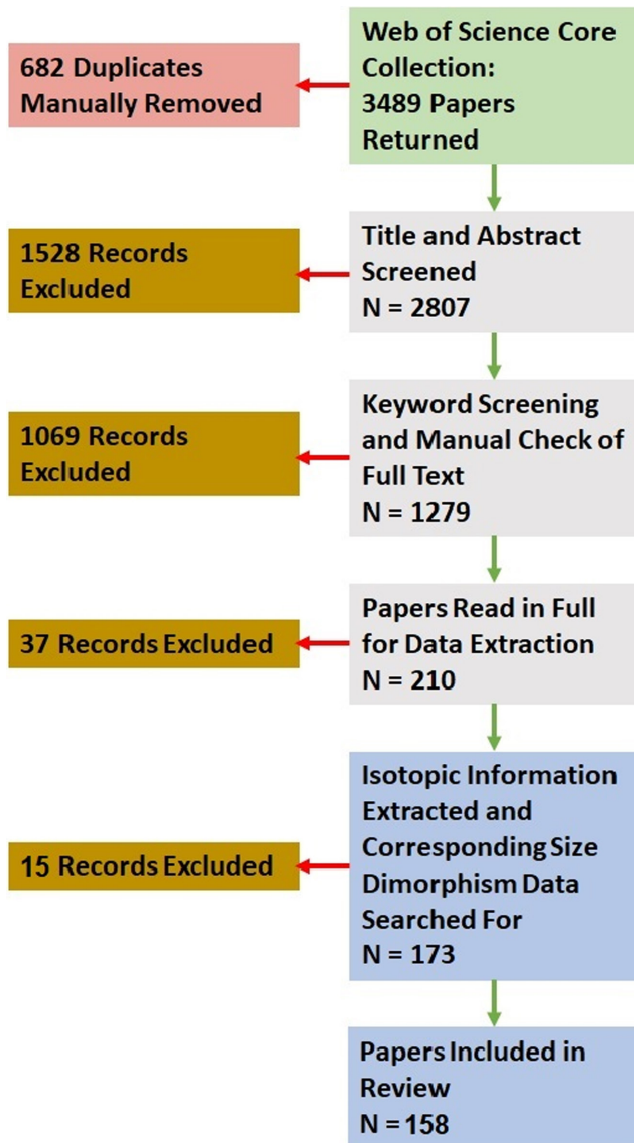 Web of Science Core
Collection:
3489 Papers
Returned
682 Duplicates
Manually Removed
Title and Abstract
Screened
N = 2807
1528 Records
Excluded
Keyword Screening
and Manual Check of
Full Text
N = 1279
1069 Records
Excluded
Papers Read in Full
for Data Extraction
N = 210
37 Records Excluded
Isotopic Information
Extracted and
Corresponding Size
Dimorphism Data
Searched For
N = 173
15 Records Excluded
Papers Included in
Review
N = 158